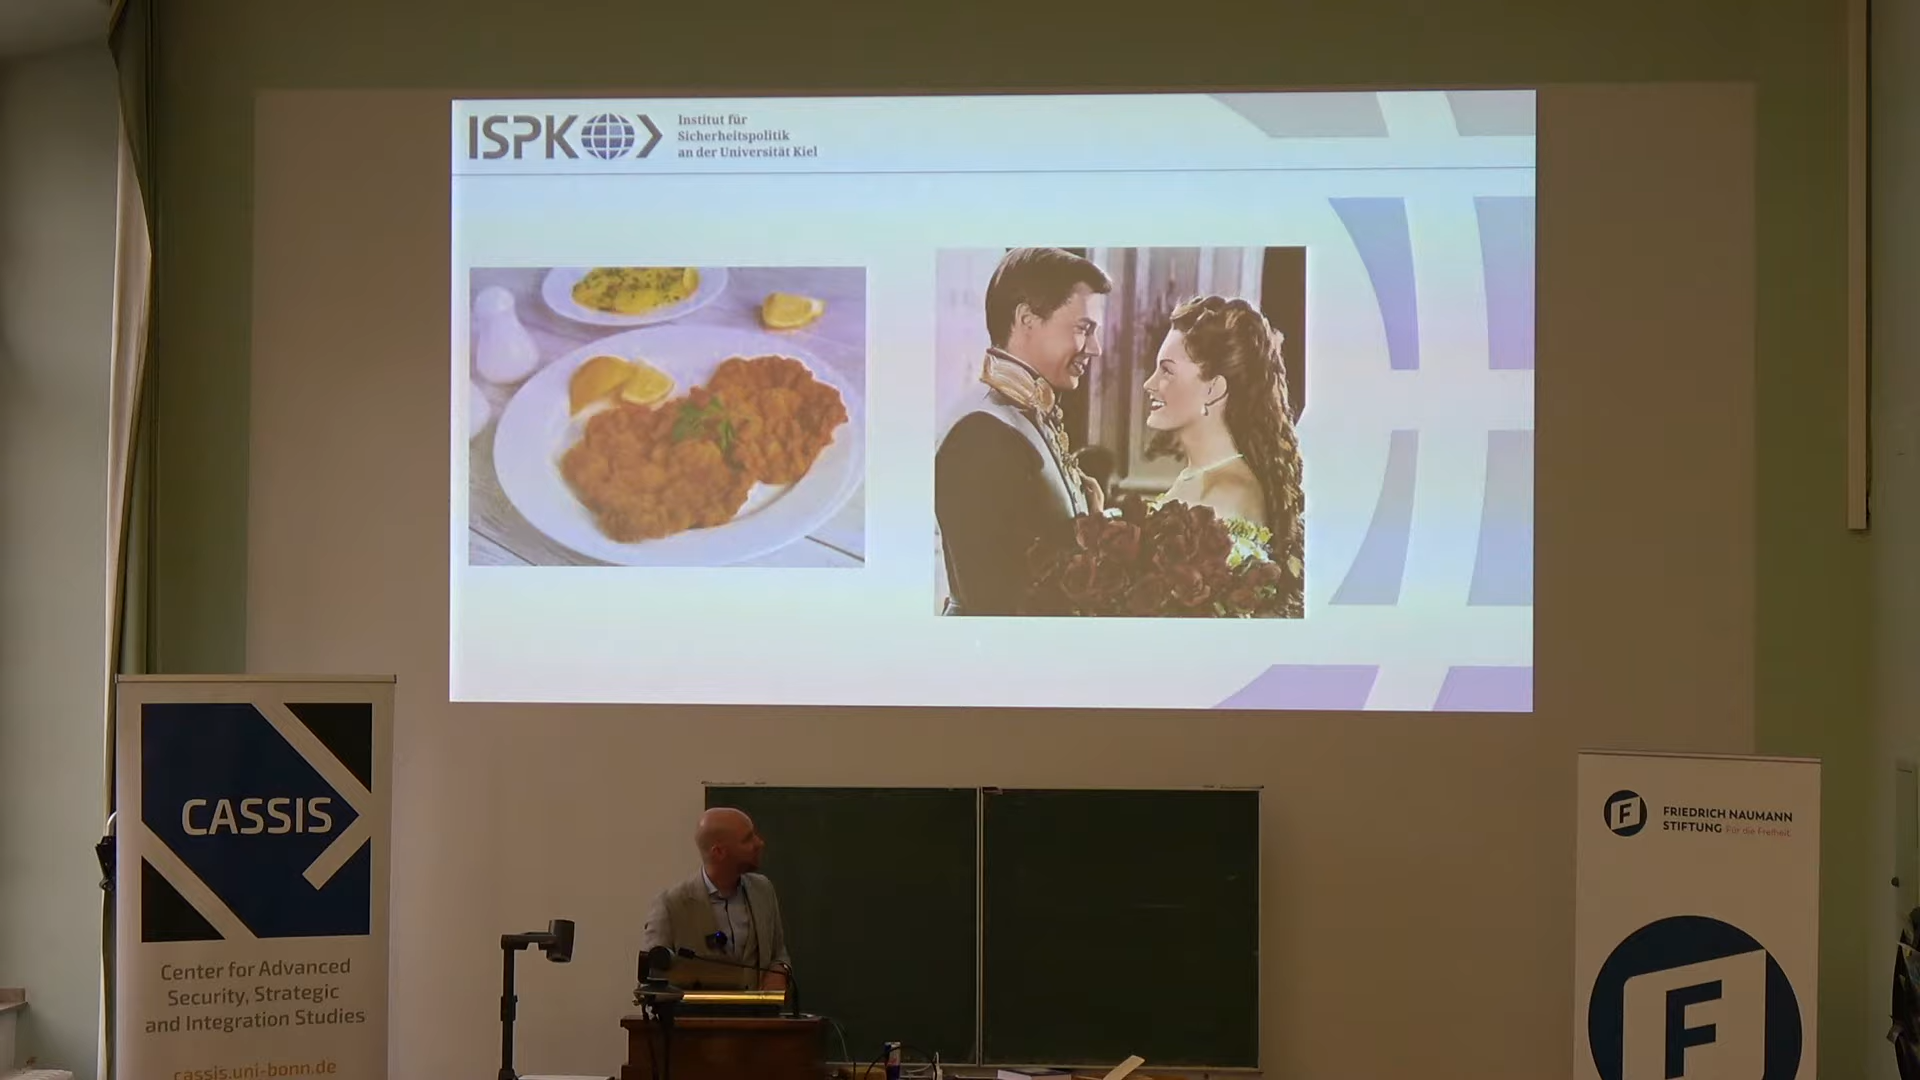 ISPK
Institut für
Sicherheitspolitik
an der Universität Kiel
CASSIS
Center for Advanced
Security, Strategic
and Integration Studies
cassis.uni-bonn.de
F
FRIEDRICH NAUMANN
STIFTUNG Für die Freiheit.
F